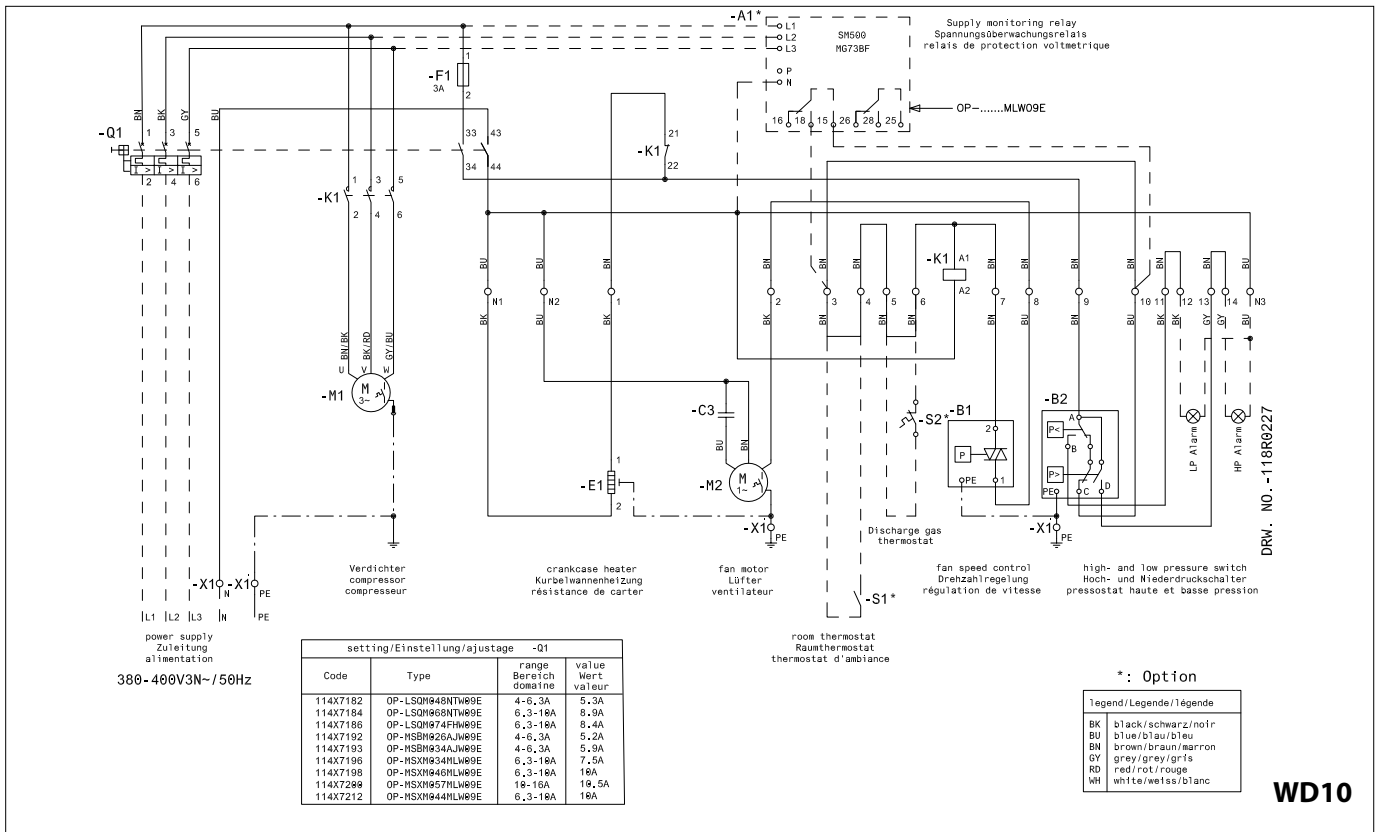 -A1*
L1
L2
L3
P
N
SM500
MG73BF
16 18 15 26 28 25
Supply monitoring relay
Spannungsüberwachungsrelais
relais de protection voltmetrique
OP-.......MLW09E
-F1
3A
1
2
BN BK GY BU
-Q1
1 3 5
I > I > I >
2 4 6
33 43
34 44
-K1
21
22
-K1
1 3 5
2 4 6
BU BU BN BN BN BN BN BN BN BU BN BN BN BN BN BN BU
N1 N2 1 2 3 4 5 6 7 8 9 10 11 12 13 14 N3
BK BU BK BK BN BN BN BN BN BU BN BU BK BK GY GY BU
-K1
A1
A2
BN/BK BK/RD GY/BU
U V W
-M1
M
3~
-C3
BU BN
-M2
M
1~
-E1
1
2
-X1
PE
-S2*
Discharge gas
thermostat
-S1*
-B1
2
P
PE 1
-B2
A
P<
B
P>
PE C D
-X1
PE
LP Alarm
HP Alarm
DRW. NO.-118R0227
-X1 -X1
N PE
L1 L2 L3 N PE
power supply
Zuleitung
alimentation
380-400V3N~/50Hz
Verdichter
compressor
compresseur
crankcase heater
Kurbelwannenheizung
résistance de carter
fan motor
Lüfter
ventilateur
room thermostat
Raumthermostat
thermostat d'ambiance
fan speed control
Drehzahlregelung
régulation de vitesse
high- and low pressure switch
Hoch- und Niederdruckschalter
pressostat haute et basse pression
setting/Einstellung/ajustage -Q1
Code Type range Bereich domaine value Wert valeur
114X7182 OP-LSQM048NTW09E 4-6.3A 5.3A
114X7184 OP-LSQM068NTW09E 6.3-10A 8.9A
114X7186 OP-LSQM074FHW09E 6.3-10A 8.4A
114X7192 OP-MSBM026AJW09E 4-6.3A 5.2A
114X7193 OP-MSBM034AJW09E 4-6.3A 5.9A
114X7196 OP-MSXM034MLW09E 6.3-10A 7.5A
114X7198 OP-MSXM046MLW09E 6.3-10A 10A
114X7200 OP-MSXM057MLW09E 10-16A 10.5A
114X7212 OP-MSXM044MLW09E 6.3-10A 10A
*: Option
legend/Legende/légende
BK black/schwarz/noir
BU blue/blau/bleu
BN brown/braun/marron
GY grey/grey/gris
RD red/rot/rouge
WH white/weiss/blanc
WD10